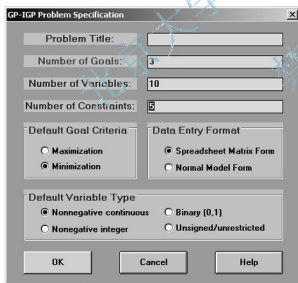 GP-IGP Problem Specification
Problem Title:
Number of Goals: 3
Number of Variables: 10
Number of Constraints: 5
Default Goal Criteria
Maximization
Minimization
Data Entry Format
Spreadsheet Matrix Form
Normal Model Form
Default Variable Type
Nonnegative continuous
Nonegative integer
Binary (0,1)
Unsigned/unrestricted
OK Cancel Help